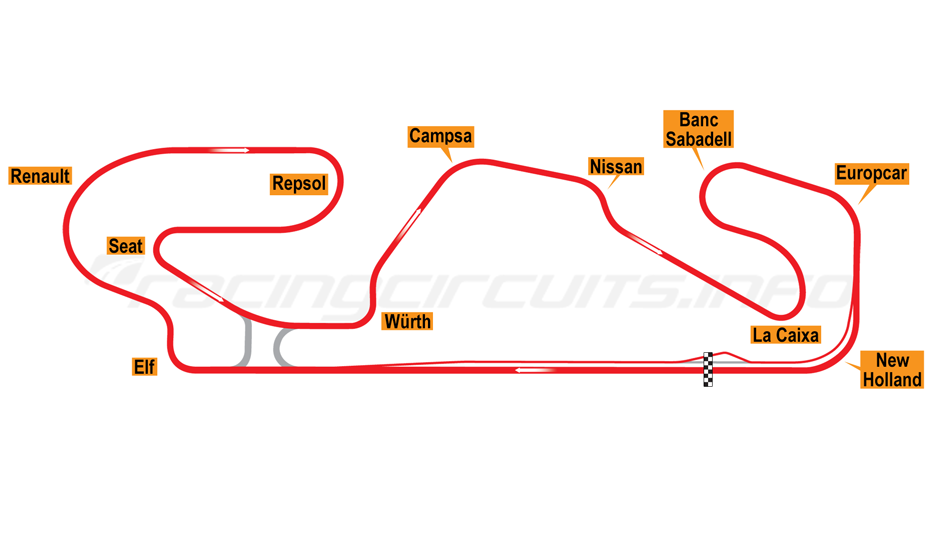 Banc
Sabadell
Campsa
Nissan
Europcar
Renault
Repsol
Seat
racingcircuits.info
Würth
La Caixa
Elf
New
Holland